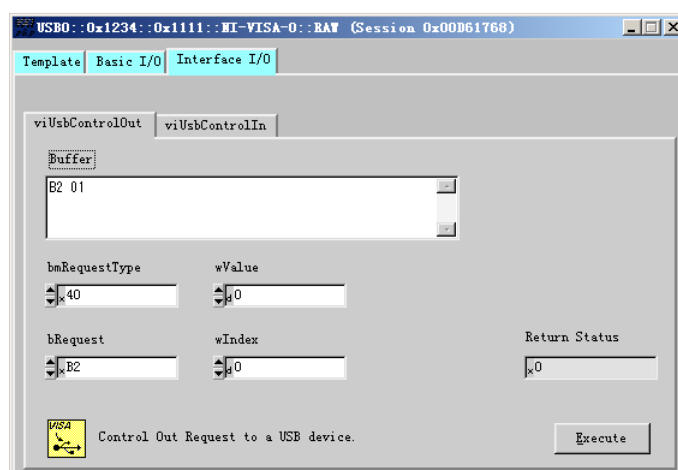 USB0::0x1234::0x1111::NI-VISA-0::RAW (Session 0x00D61768)
Template Basic I/O Interface I/O
viUsbControlOut viUsbControlIn
Buffer
B2 01
bmRequestType wValue
x40 d0
bRequest wIndex Return Status
xB2 d0 x0
VISA
Control Out Request to a USB device. Execute